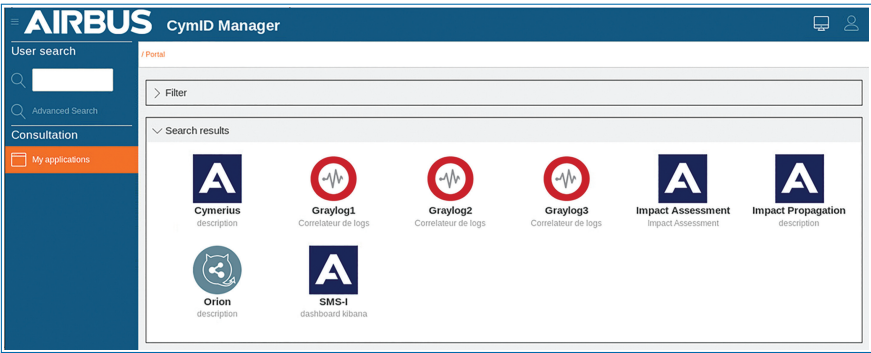 AIRBUS CymID Manager
User search
/ Portal
Filter
Advanced Search
Search results
Consultation
My applications
Cymerius Graylog1 Graylog2 Graylog3 Impact Assessment Impact Propagation
description Correlateur de logs Correlateur de logs Correlateur de logs Impact Assessment description
Orion SMS-I
description dashboard kibana